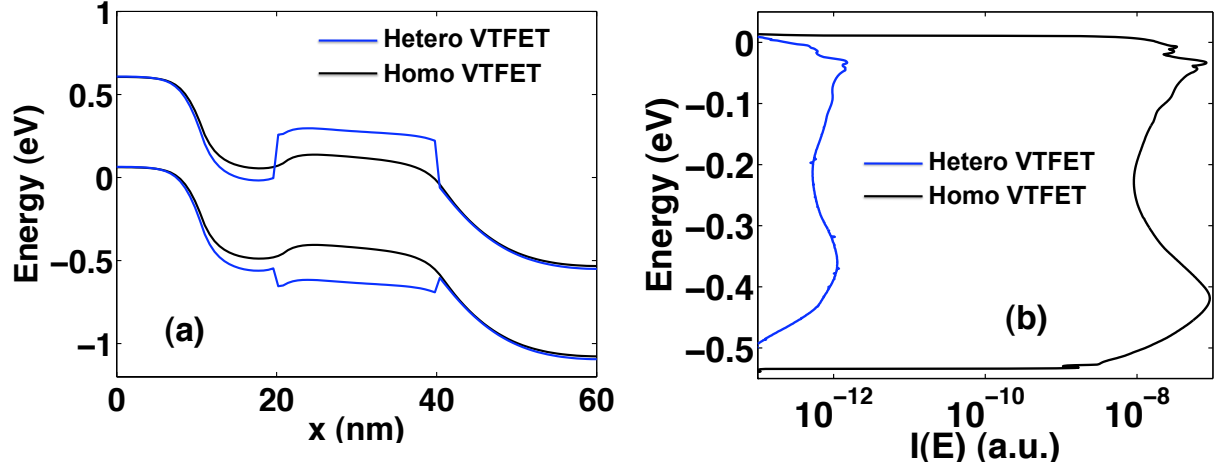 1
0.5
0
−0.5
−1
Energy (eV)
Hetero VTFET
Homo VTFET
(a)
0
20
40
60
x (nm)
0
−0.1
−0.2
−0.3
−0.4
−0.5
Energy (eV)
Hetero VTFET
Homo VTFET
(b)
10−12
10−10
10−8
I(E) (a.u.)